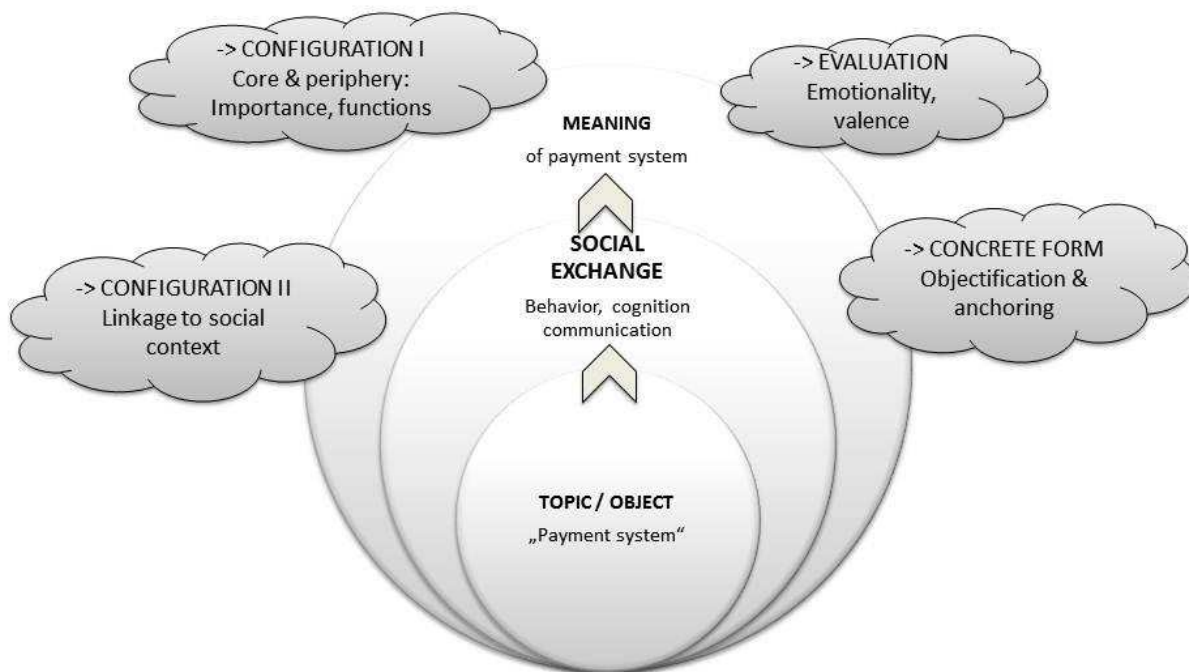 -> CONFIGURATION I
Core & periphery:
Importance, functions
-> EVALUATION
Emotionality,
valence
MEANING
of payment system
-> CONFIGURATION II
Linkage to social
context
SOCIAL
EXCHANGE
Behavior, cognition
communication
-> CONCRETE FORM
Objectification &
anchoring
TOPIC / OBJECT
„Payment system“